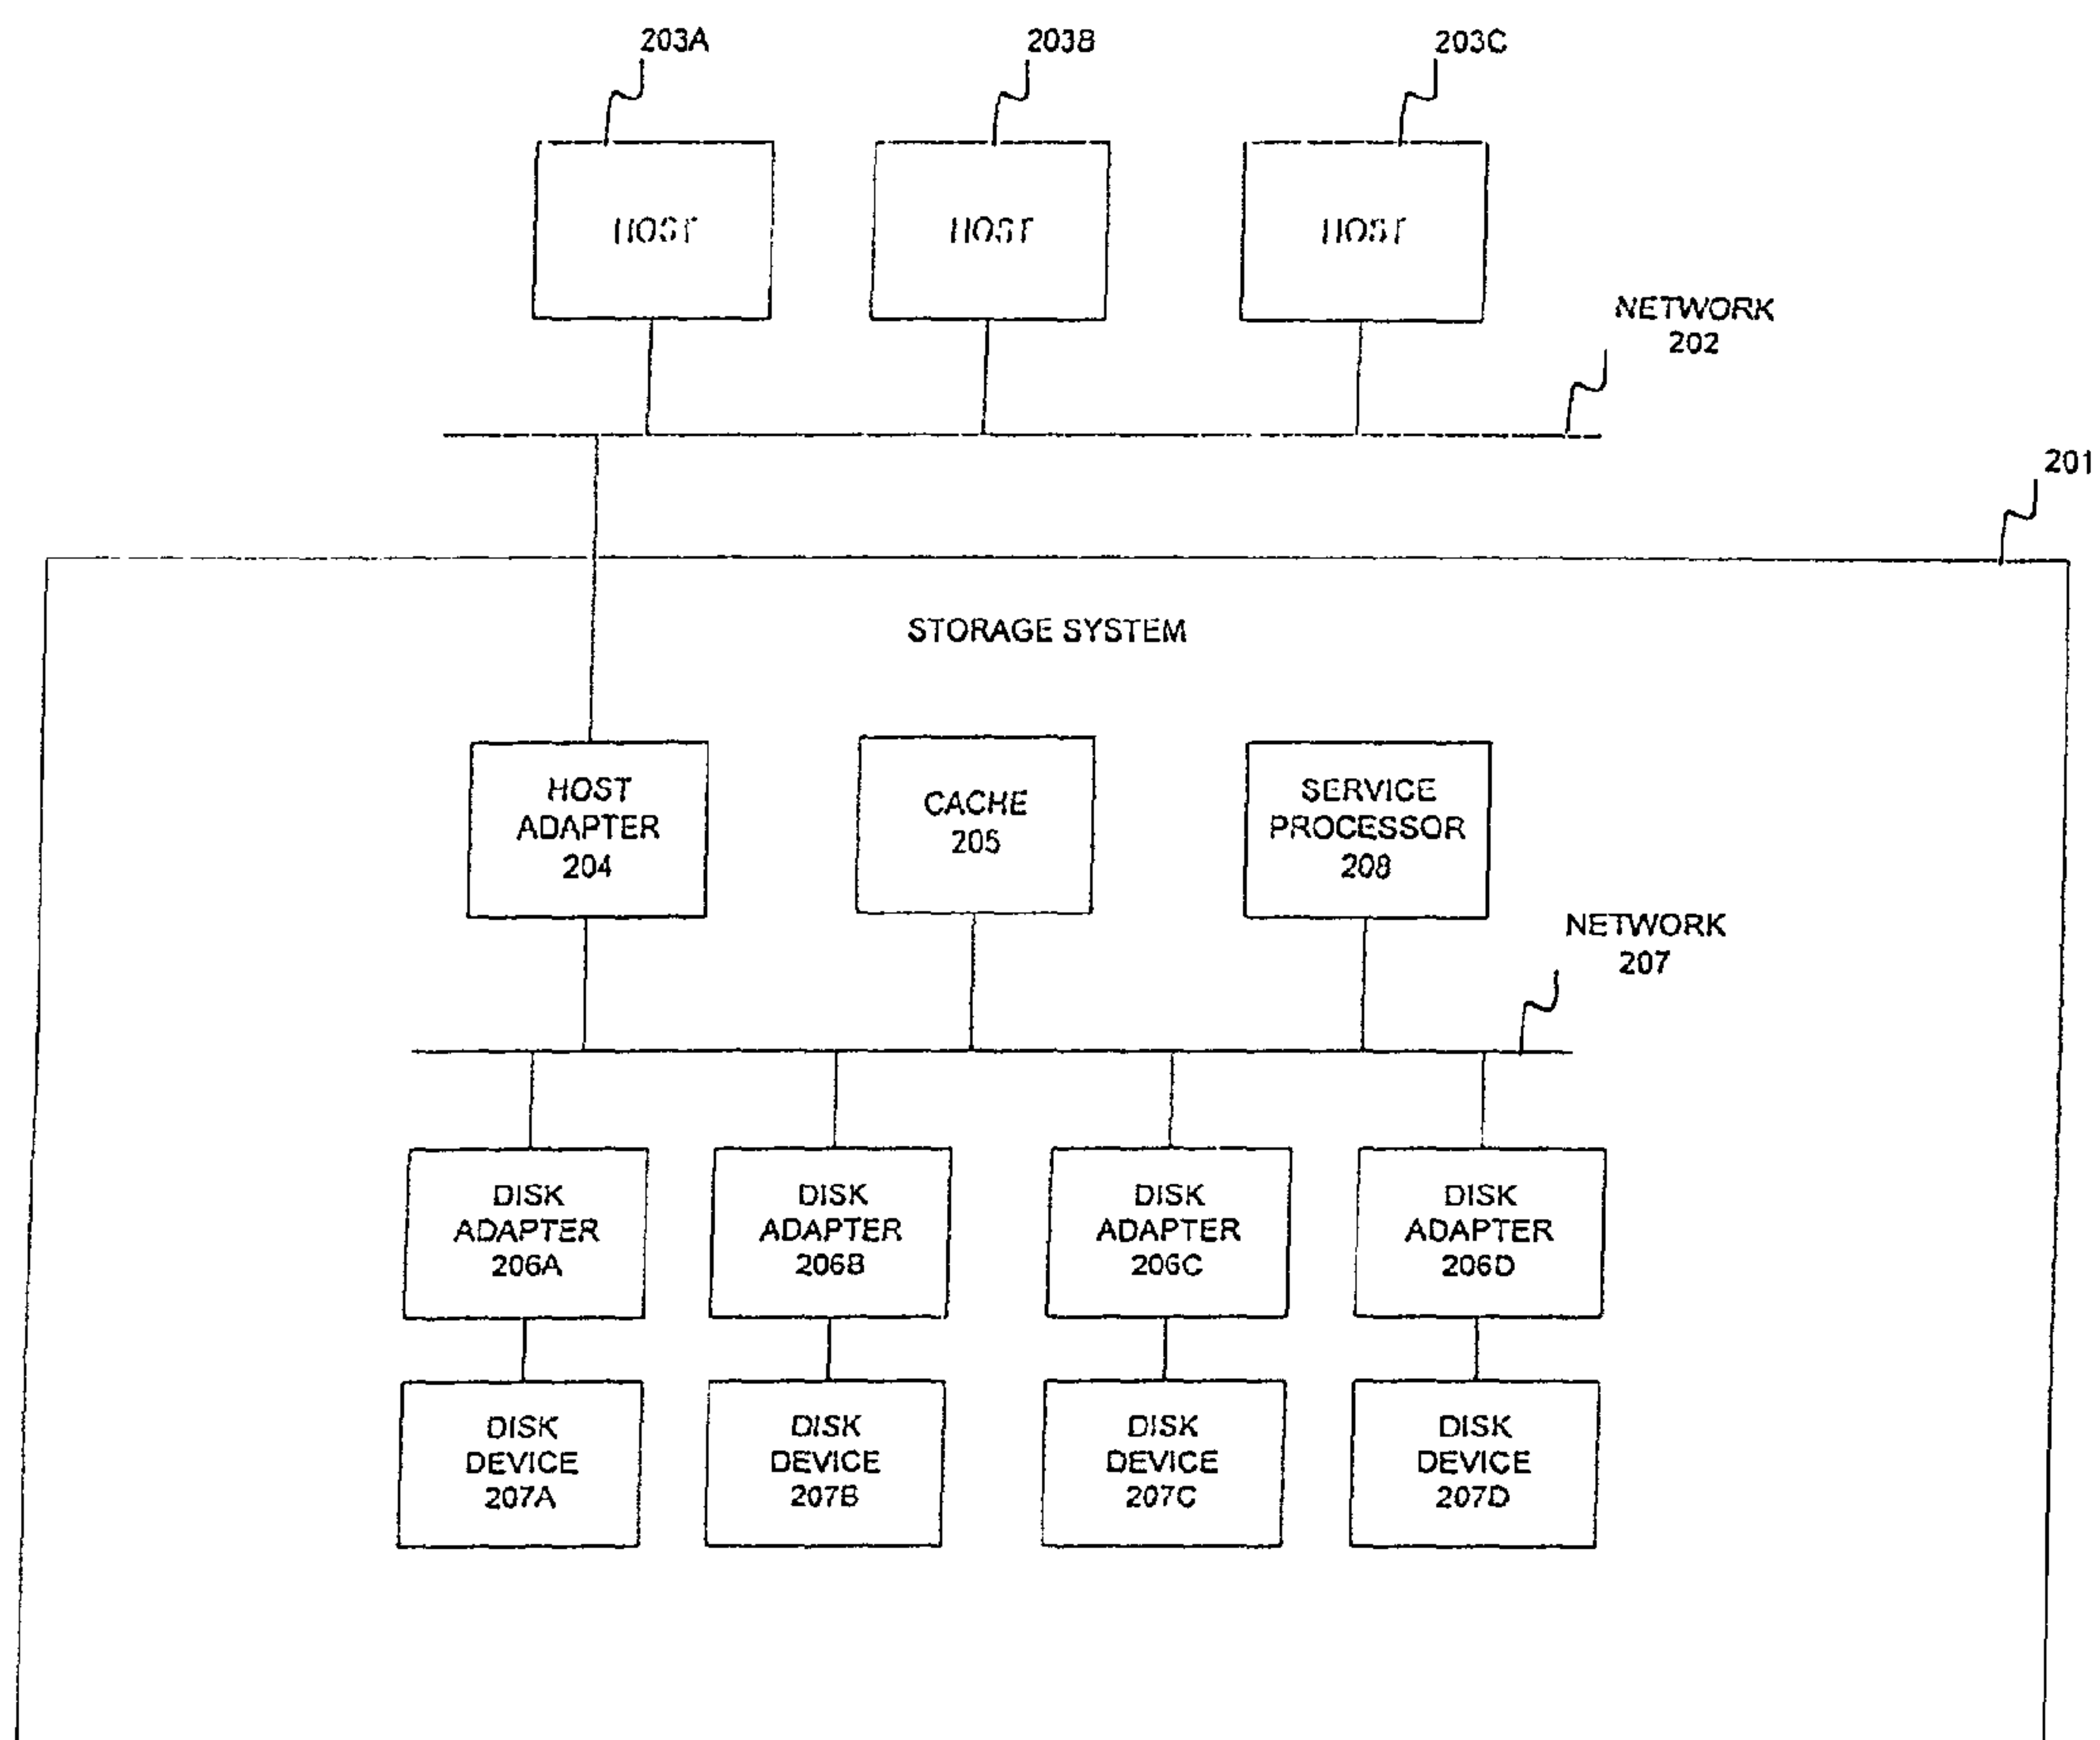 203A
203B
203C
HOST
HOST
HOST
NETWORK
202
201
STORAGE SYSTEM
HOST
ADAPTER
204
CACHE
205
SERVICE
PROCESSOR
208
NETWORK
207
DISK
ADAPTER
206A
DISK
ADAPTER
206B
DISK
ADAPTER
206C
DISK
ADAPTER
206D
DISK
DEVICE
207A
DISK
DEVICE
207B
DISK
DEVICE
207C
DISK
DEVICE
207D